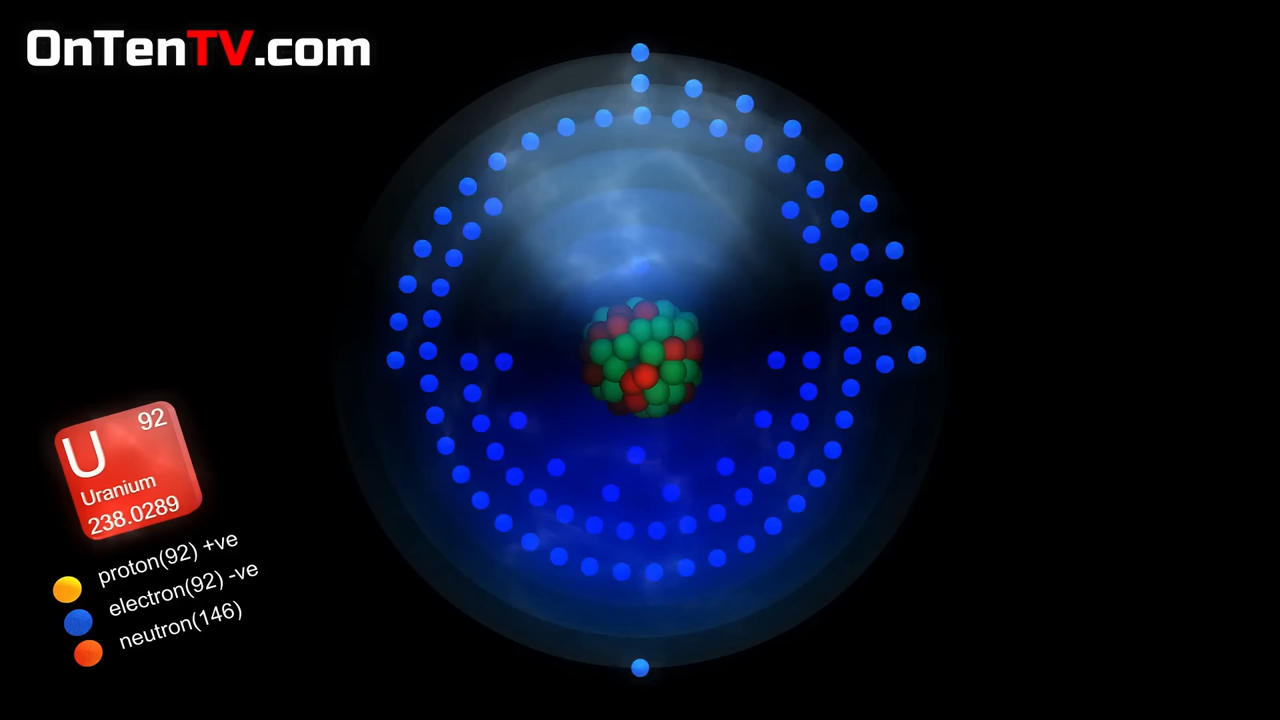 OnTenTV.com
92
U
Uranium
238.0289
proton(92) +ve
electron(92) -ve
neutron(146)